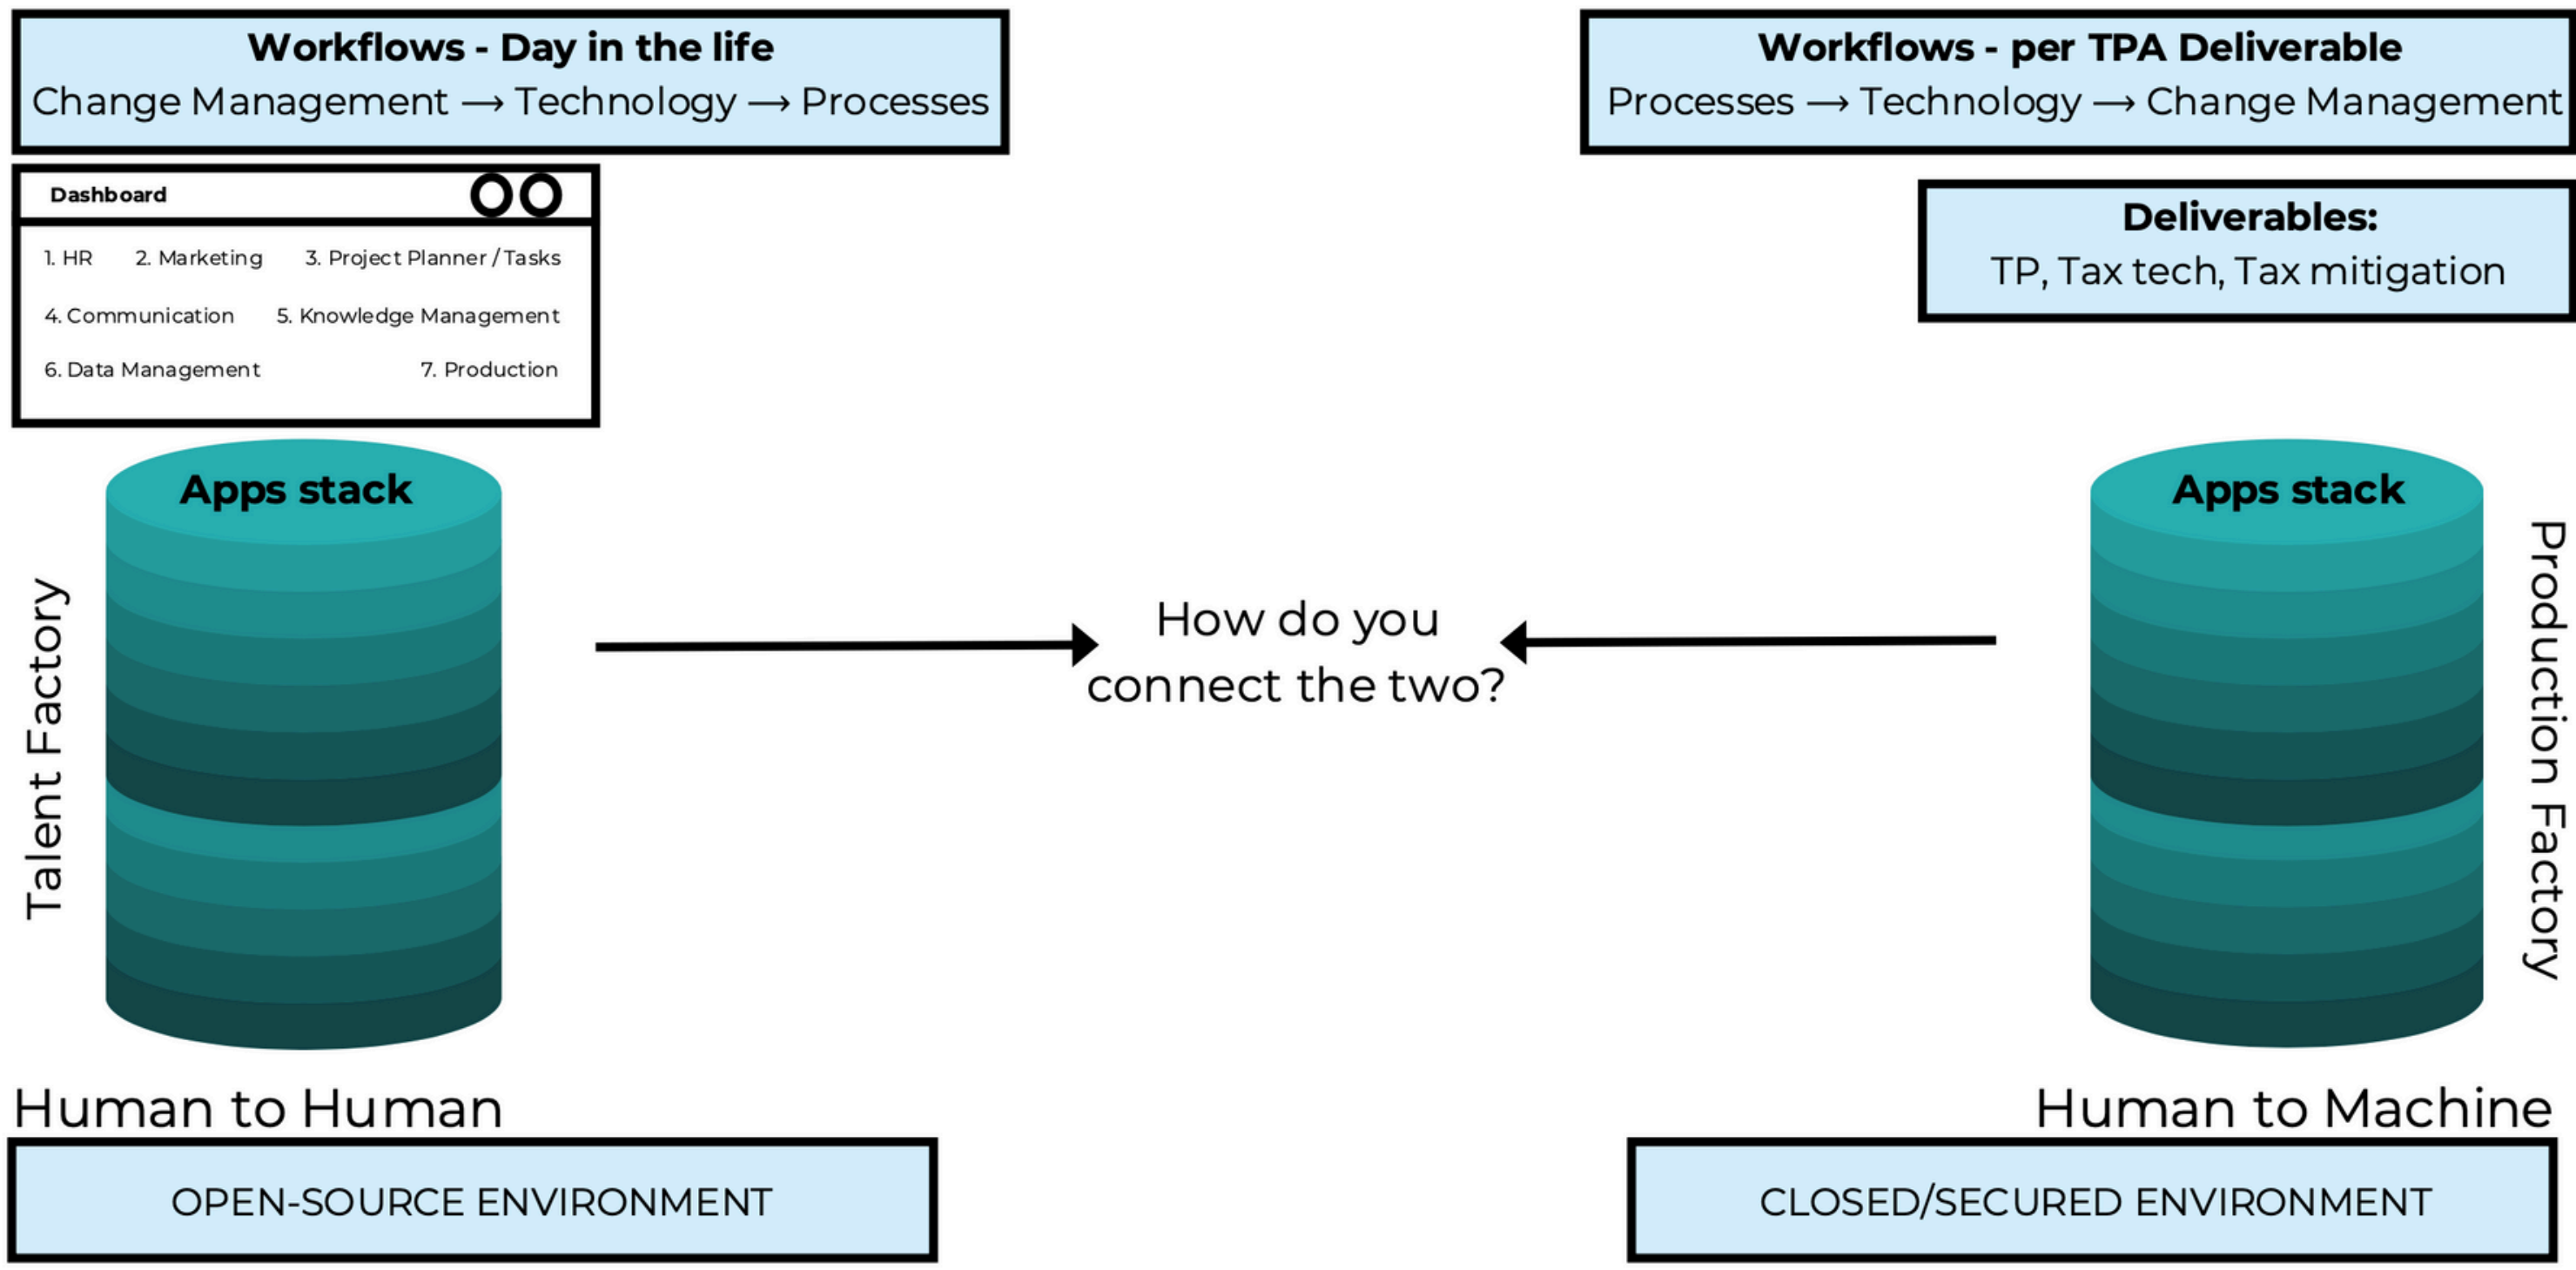 Workflows - Day in the life
Change Management → Technology → Processes
Workflows - per TPA Deliverable
Processes → Technology → Change Management
Dashboard
1. HR 2. Marketing 3. Project Planner / Tasks
4. Communication 5. Knowledge Management
6. Data Management 7. Production
Deliverables:
TP, Tax tech, Tax mitigation
Apps stack
Talent Factory
How do you
connect the two?
Apps stack
Production Factory
Human to Human
OPEN-SOURCE ENVIRONMENT
Human to Machine
CLOSED/SECURED ENVIRONMENT